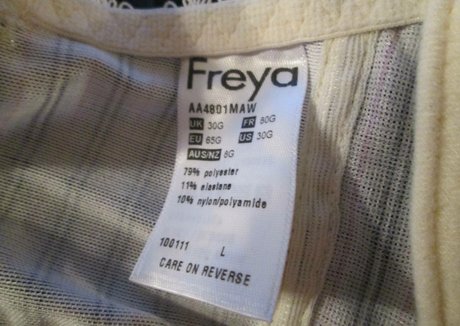 Freya
AA4801MAW
UK 30G FR 80G
EU 65G US 30G
AUS/NZ 8G
79% polyester
11% elastane
10% nylon/polyamide
100111 L
CARE ON REVERSE